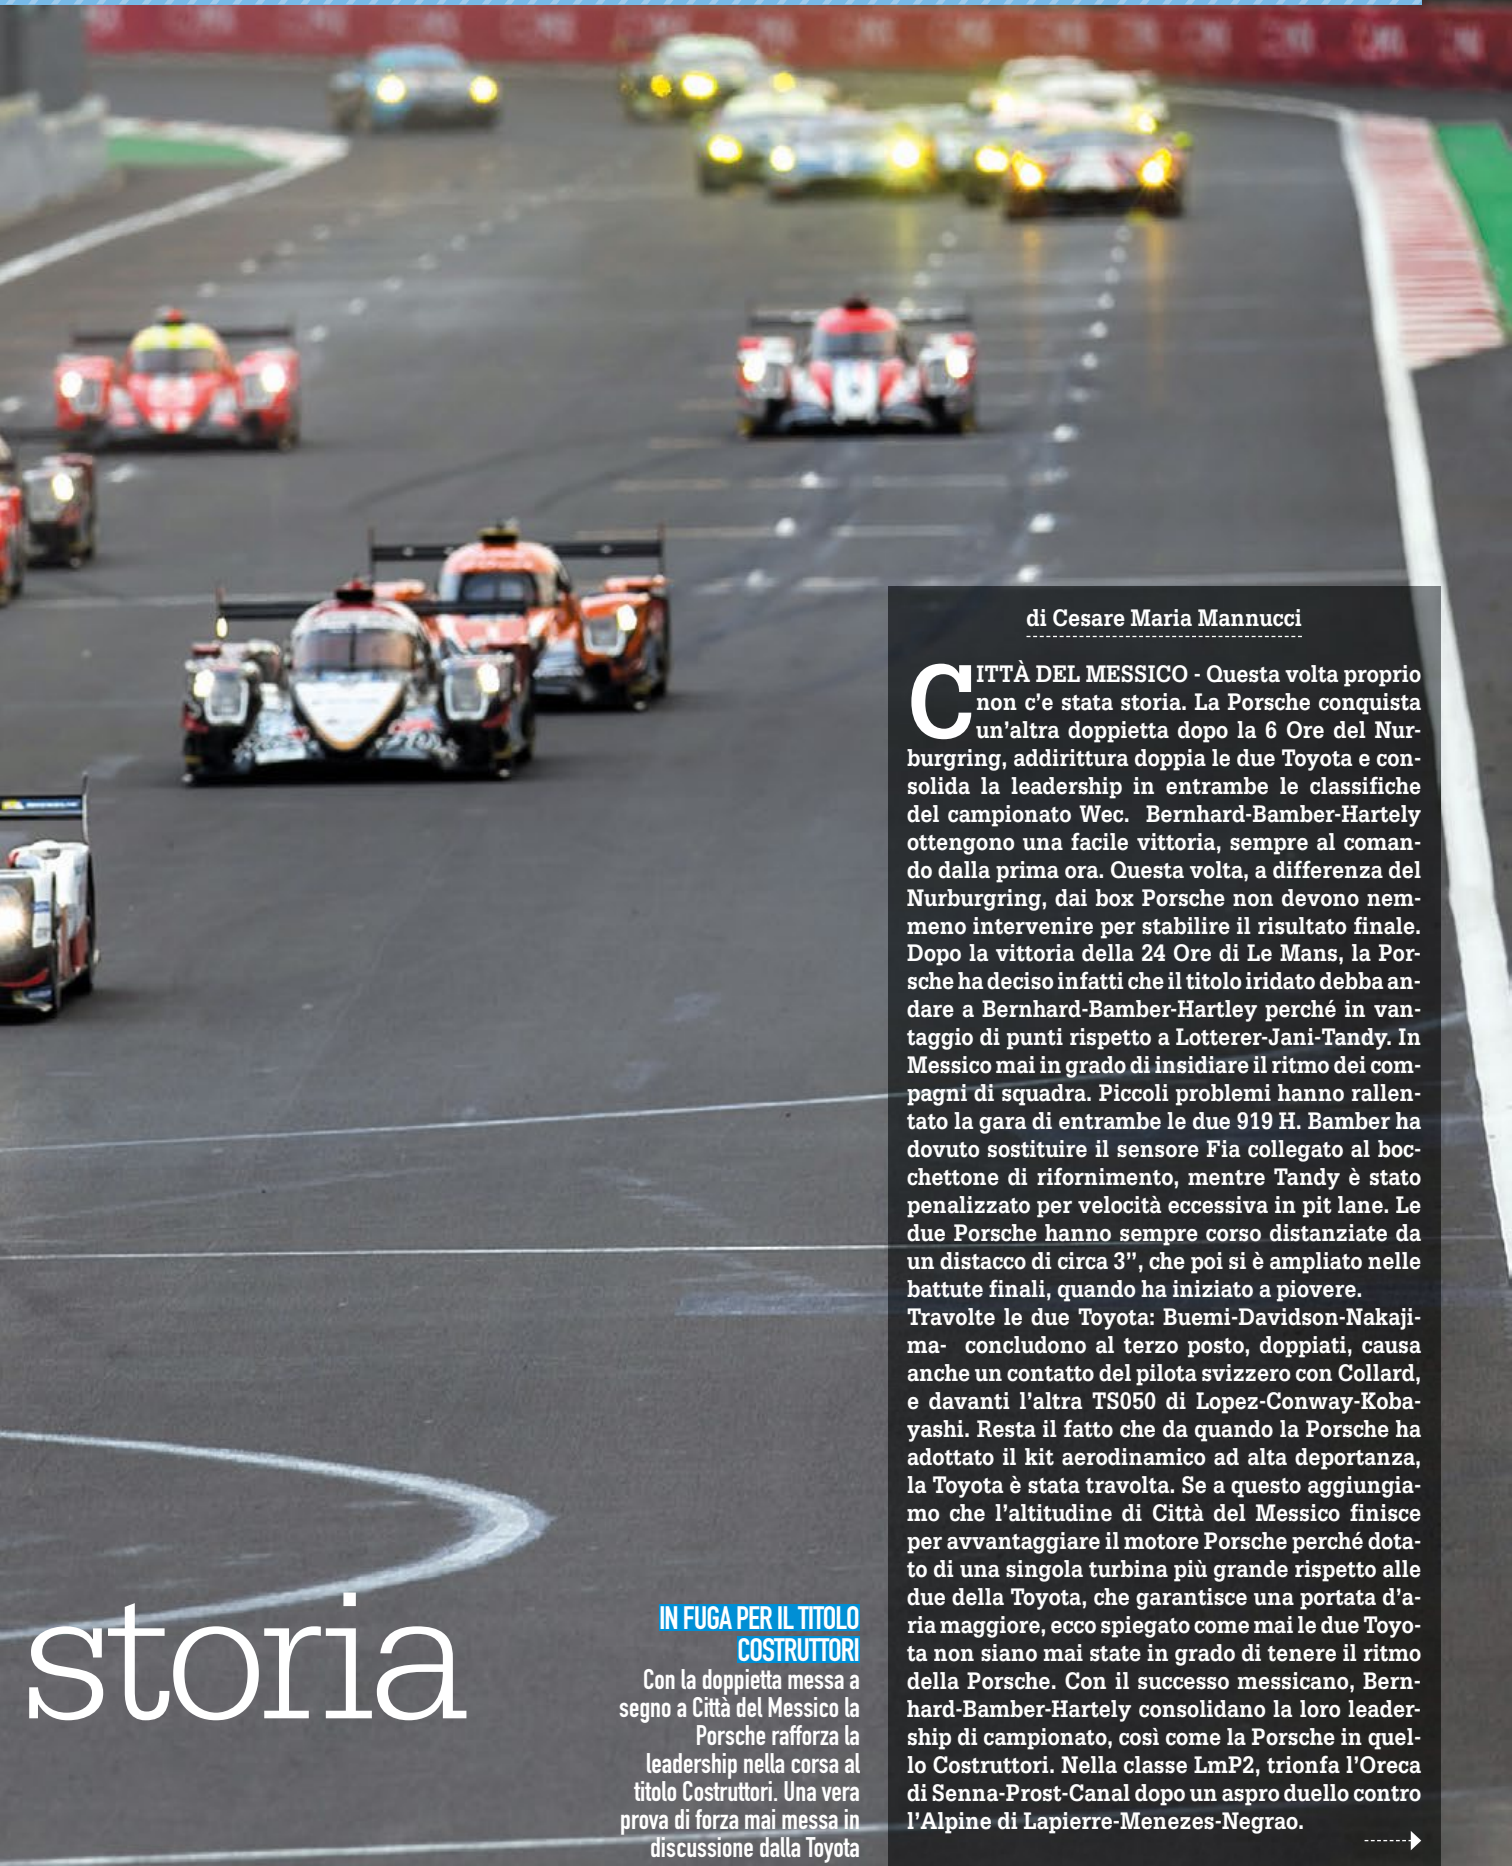 di Cesare Maria Mannucci
CITTÀ DEL MESSICO - Questa volta proprio
non c'e stata storia. La Porsche conquista
un'altra doppietta dopo la 6 Ore del Nur-
burgring, addirittura doppia le due Toyota e con-
solida la leadership in entrambe le classifiche
del campionato Wec. Bernhard-Bamber-Hartely
ottengono una facile vittoria, sempre al coman-
do dalla prima ora. Questa volta, a differenza del
Nurburgring, dai box Porsche non devono nem-
meno intervenire per stabilire il risultato finale.
Dopo la vittoria della 24 Ore di Le Mans, la Por-
sche ha deciso infatti che il titolo iridato debba an-
dare a Bernhard-Bamber-Hartley perché in van-
taggio di punti rispetto a Lotterer-Jani-Tandy. In
Messico mai in grado di insidiare il ritmo dei com-
pagni di squadra. Piccoli problemi hanno rallen-
tato la gara di entrambe le due 919 H. Bamber ha
dovuto sostituire il sensore Fia collegato al boc-
chettone di rifornimento, mentre Tandy è stato
penalizzato per velocità eccessiva in pit lane. Le
due Porsche hanno sempre corso distanziate da
un distacco di circa 3”, che poi si è ampliato nelle
battute finali, quando ha iniziato a piovere.
Travolte le due Toyota: Buemi-Davidson-Nakaji-
ma- concludono al terzo posto, doppiati, causa
anche un contatto del pilota svizzero con Collard,
e davanti l'altra TS050 di Lopez-Conway-Koba-
yashi. Resta il fatto che da quando la Porsche ha
adottato il kit aerodinamico ad alta deportanza,
la Toyota è stata travolta. Se a questo aggiungia-
mo che l'altitudine di Città del Messico finisce
per avvantaggiare il motore Porsche perché dota-
to di una singola turbina più grande rispetto alle
due della Toyota, che garantisce una portata d'a-
ria maggiore, ecco spiegato come mai le due Toyo-
ta non siano mai state in grado di tenere il ritmo
della Porsche. Con il successo messicano, Bern-
hard-Bamber-Hartely consolidano la loro leader-
ship di campionato, così come la Porsche in quel-
lo Costruttori. Nella classe LmP2, trionfa l'Oreca
di Senna-Prost-Canal dopo un aspro duello contro
l'Alpine di Lapierre-Menezes-Negrao.
storia
IN FUGA PER IL TITOLO
COSTRUTTORI
Con la doppietta messa a
segno a Città del Messico la
Porsche rafforza la
leadership nella corsa al
titolo Costruttori. Una vera
prova di forza mai messa in
discussione dalla Toyota